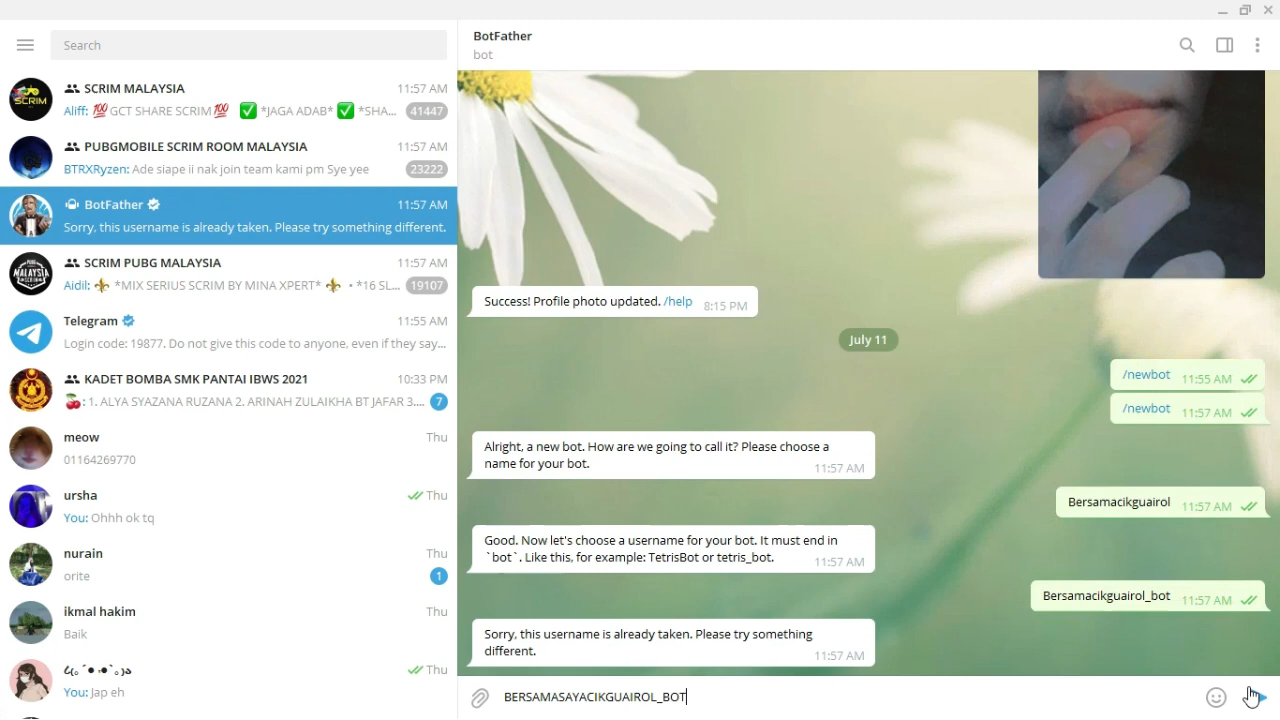 Search
SCRIM MALAYSIA 11:57 AM
Aliff: 💯GCT SHARE SCRIM💯 ✅ *JAGA ADAB* ✅ *SHA... 41447
PUBGMOBILE SCRIM ROOM MALAYSIA 11:57 AM
BTRXRyzen: Ade siape ii nak join team kami pm Sye yee 23222
BotFather 11:57 AM
Sorry, this username is already taken. Please try something different.
SCRIM PUBG MALAYSIA 11:57 AM
Aidil: ⚜ *MIX SERIUS SCRIM BY MINA XPERT* ⚜ • *16 SL... 19107
Telegram 11:55 AM
Login code: 19877. Do not give this code to anyone, even if they say...
KADET BOMBA SMK PANTAI IBWS 2021 10:33 PM
🍒: 1. ALYA SYAZANA RUZANA 2. ARINAH ZULAIKHA BT JAFAR 3.... 7
meow Thu
01164269770
ursha Thu
You: Ohhh ok tq
nurain Thu
orite 1
ikmal hakim Thu
Baik
Thu
You: Jap eh
BotFather
bot
Success! Profile photo updated. /help 8:15 PM
July 11
/newbot 11:55 AM
/newbot 11:57 AM
Alright, a new bot. How are we going to call it? Please choose a
name for your bot. 11:57 AM
Bersamacikguairol 11:57 AM
Good. Now let's choose a username for your bot. It must end in
`bot`. Like this, for example: TetrisBot or tetris_bot. 11:57 AM
Bersamacikguairol_bot 11:57 AM
Sorry, this username is already taken. Please try something
different. 11:57 AM
BERSAMASAYACIKGUAIROL_BOT